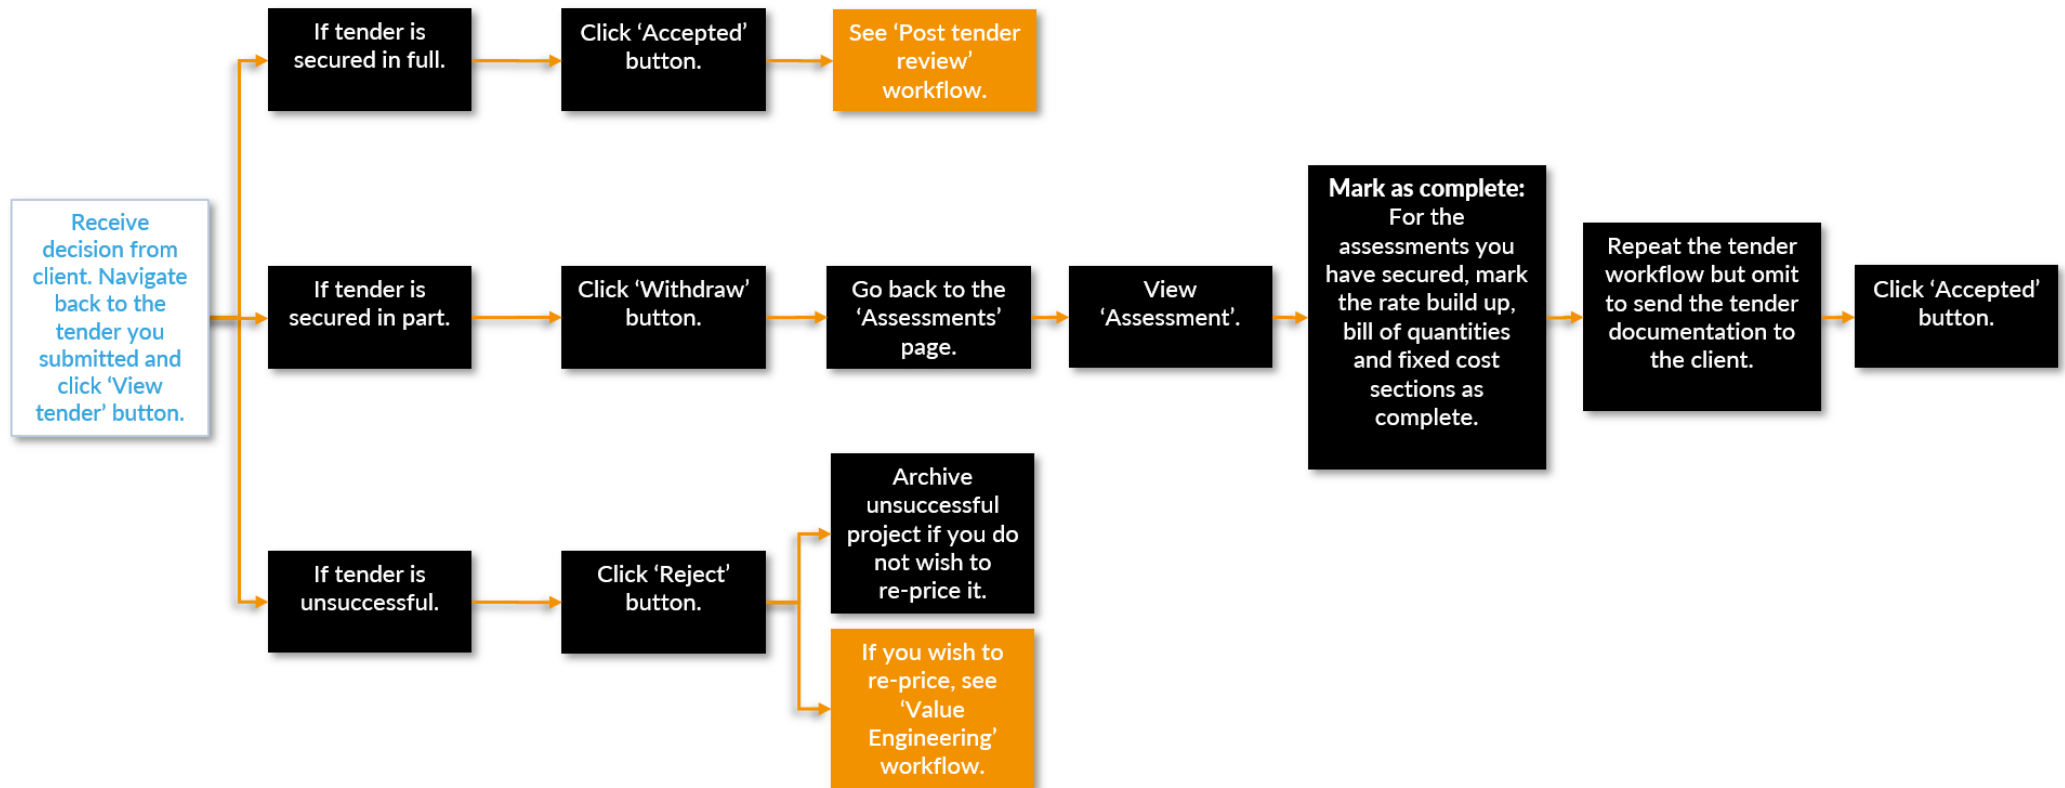 Receive
decision from
client. Navigate
back to the
tender you
submitted and
click ‘View
tender’ button.
If tender is
secured in full.
Click ‘Accepted’
button.
See ‘Post tender
review’
workflow.
If tender is
secured in part.
Click ‘Withdraw’
button.
Go back to the
‘Assessments’
page.
View
‘Assessment’.
Mark as complete:
For the
assessments you
have secured, mark
the rate build up,
bill of quantities
and fixed cost
sections as
complete.
Repeat the tender
workflow but omit
to send the tender
documentation to
the client.
Click ‘Accepted’
button.
If tender is
unsuccessful.
Click ‘Reject’
button.
Archive
unsuccessful
project if you do
not wish to
re-price it.
If you wish to
re-price, see
‘Value
Engineering’
workflow.